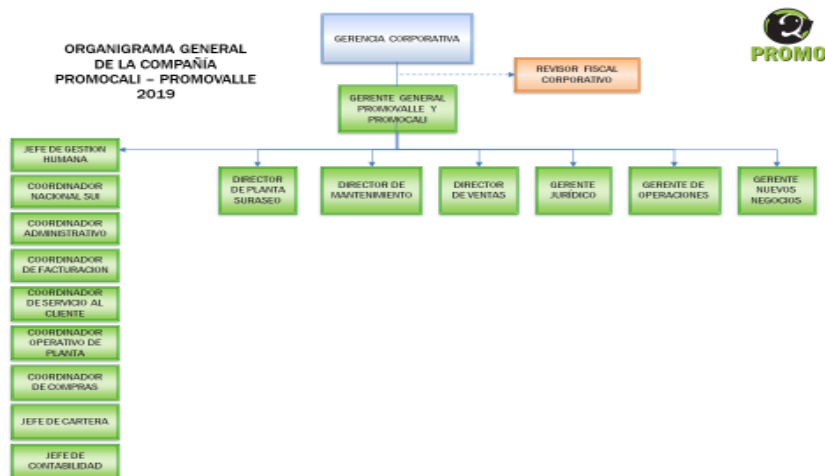 ORGANIGRAMA GENERAL
DE LA COMPAÑÍA
PROMOCALI – PROMOVALLE
2019
GERENCIA CORPORATIVA
PROMO
REVISOR FISCAL
CORPORATIVO
GERENTE GENERAL
PROMOVALLE Y
PROMOCALI
JEFE DE GESTION
HUMANA
COORDINADOR
NACIONAL SUI
COORDINADOR
ADMINISTRATIVO
COORDINADOR
DE FACTURACION
COORDINADOR
DE SERVICIO AL
CLIENTE
COORDINADOR
OPERATIVO DE
PLANTA
COORDINADOR
DE COMPRAS
JEFE DE CARTERA
JEFE DE
CONTABILIDAD
DIRECTOR
DE PLANTA
SURASEO
DIRECTOR DE
MANTENIMIENTO
DIRECTOR
DE VENTAS
GERENTE
JURÍDICO
GERENTE DE
OPERACIONES
GERENTE
NUEVOS
NEGOCIOS